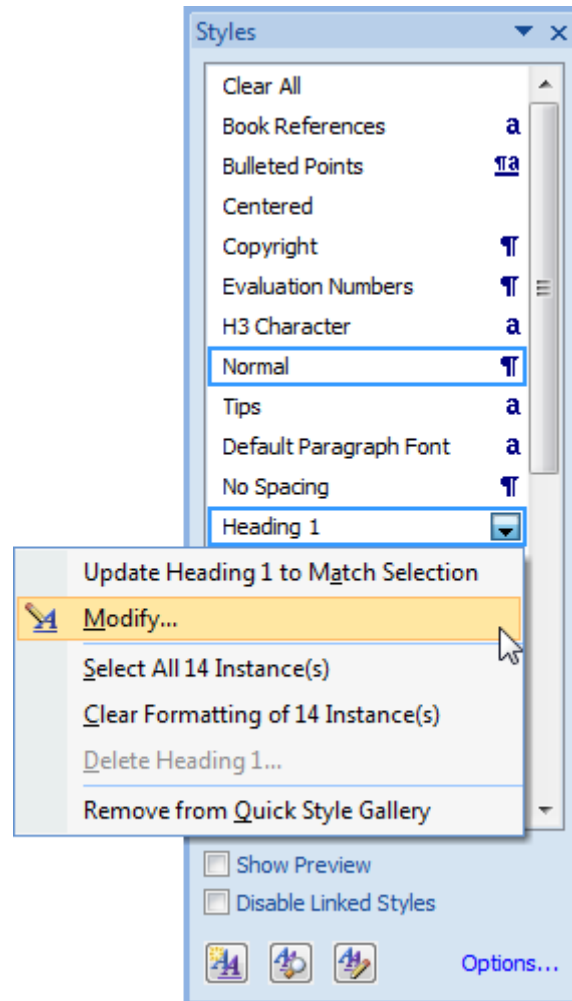 Styles
Clear All
Book References a
Bulleted Points ¶a
Centered
Copyright ¶
Evaluation Numbers ¶
H3 Character a
Normal ¶
Tips a
Default Paragraph Font a
No Spacing ¶
Heading 1
Update Heading 1 to Match Selection
Modify...
Select All 14 Instance(s)
Clear Formatting of 14 Instance(s)
Delete Heading 1...
Remove from Quick Style Gallery
Show Preview
Disable Linked Styles
Options...